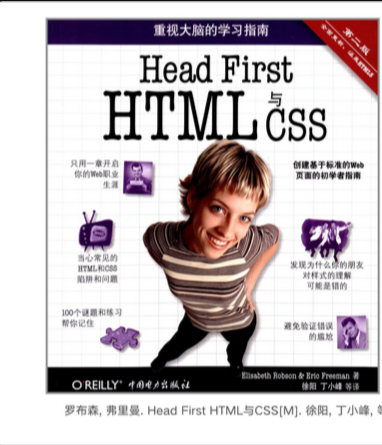 重视大脑的学习指南
第二版
Head First
HTML与CSS
只用一章开启
你的Web职业
生涯
创建基于标准的Web
页面的初学者指南
当心常见的
HTML和CSS
陷阱和问题
发现为什么你的朋友
对样式的理解
可能是错的
100个谜题和练习
帮你记住
避免验证错误
的尴尬
Elisabeth Robson & Eric Freeman 著
徐阳 丁小峰 等译
O'REILLY® 中国电力出版社
罗布森, 弗里曼. Head First HTML与CSS[M]. 徐阳, 丁小峰,